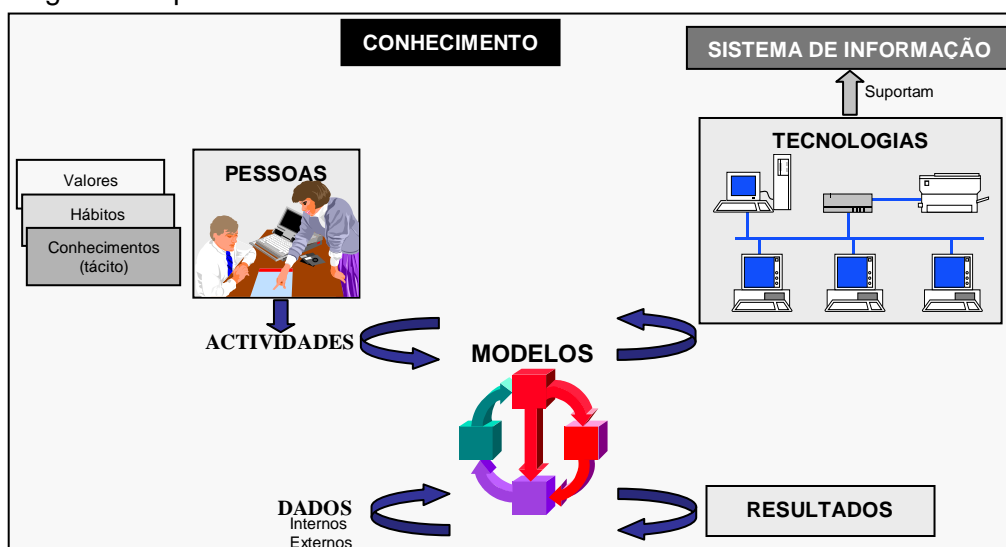 CONHECIMENTO
SISTEMA DE INFORMAÇÃO
Suportam
TECNOLOGIAS
PESSOAS
Valores
Hábitos
Conhecimentos
(tácito)
ACTIVIDADES
MODELOS
DADOS
Internos
Externos
RESULTADOS